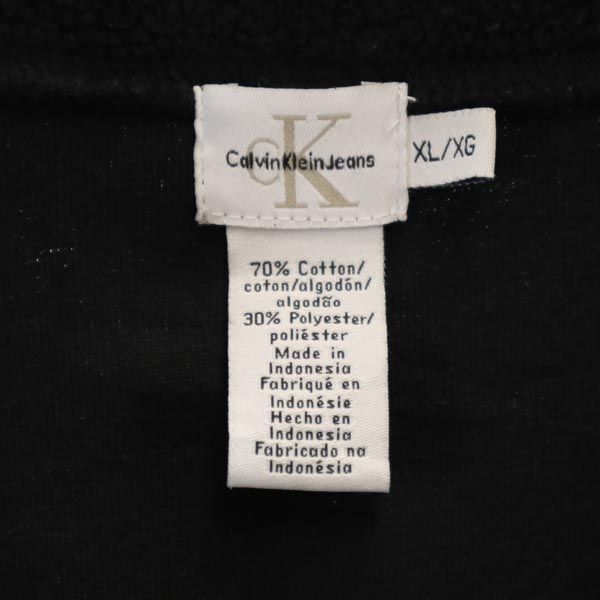 CK
CalvinKleinJeans
XL/XG
70% Cotton/
coton/algodón/
algodão
30% Polyester/
poliéster
Made in
Indonesia
Fabriqué en
Indonésie
Hecho en
Indonesia
Fabricado na
Indonésia